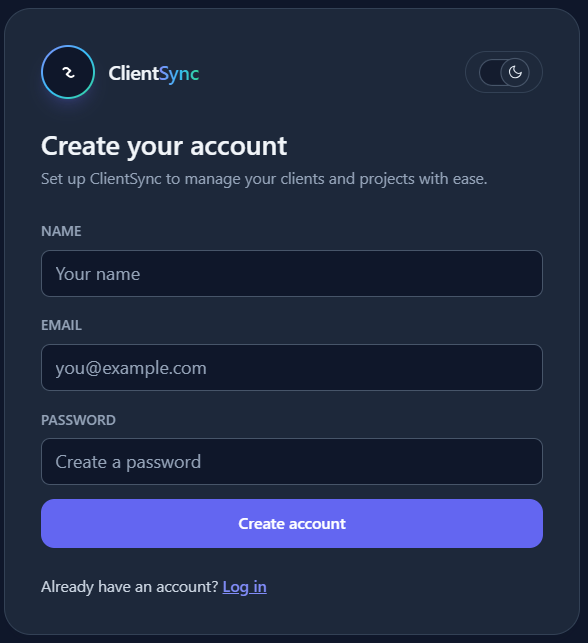 ClientSync
Create your account
Set up ClientSync to manage your clients and projects with ease.
NAME
Your name
EMAIL
you@example.com
PASSWORD
Create a password
Create account
Already have an account? Log in